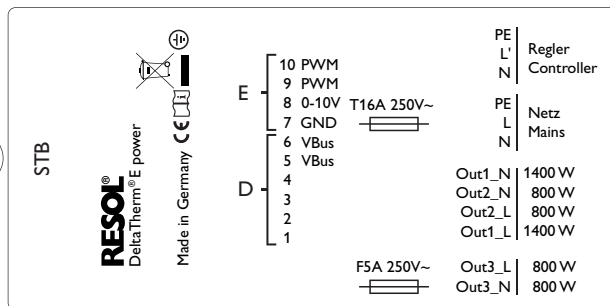 STB
RESOL®
DeltaTherm® E power
Made in Germany CE
E
10 PWM
9 PWM
8 0-10V
7 GND
D
6 VBus
5 VBus
4
3
2
1
T16A 250V~
F5A 250V~
PE
L'
N
Regler
Controller
PE
L
N
Netz
Mains
Out1_N 1400 W
Out2_N 800 W
Out2_L 800 W
Out1_L 1400 W
Out3_L 800 W
Out3_N 800 W